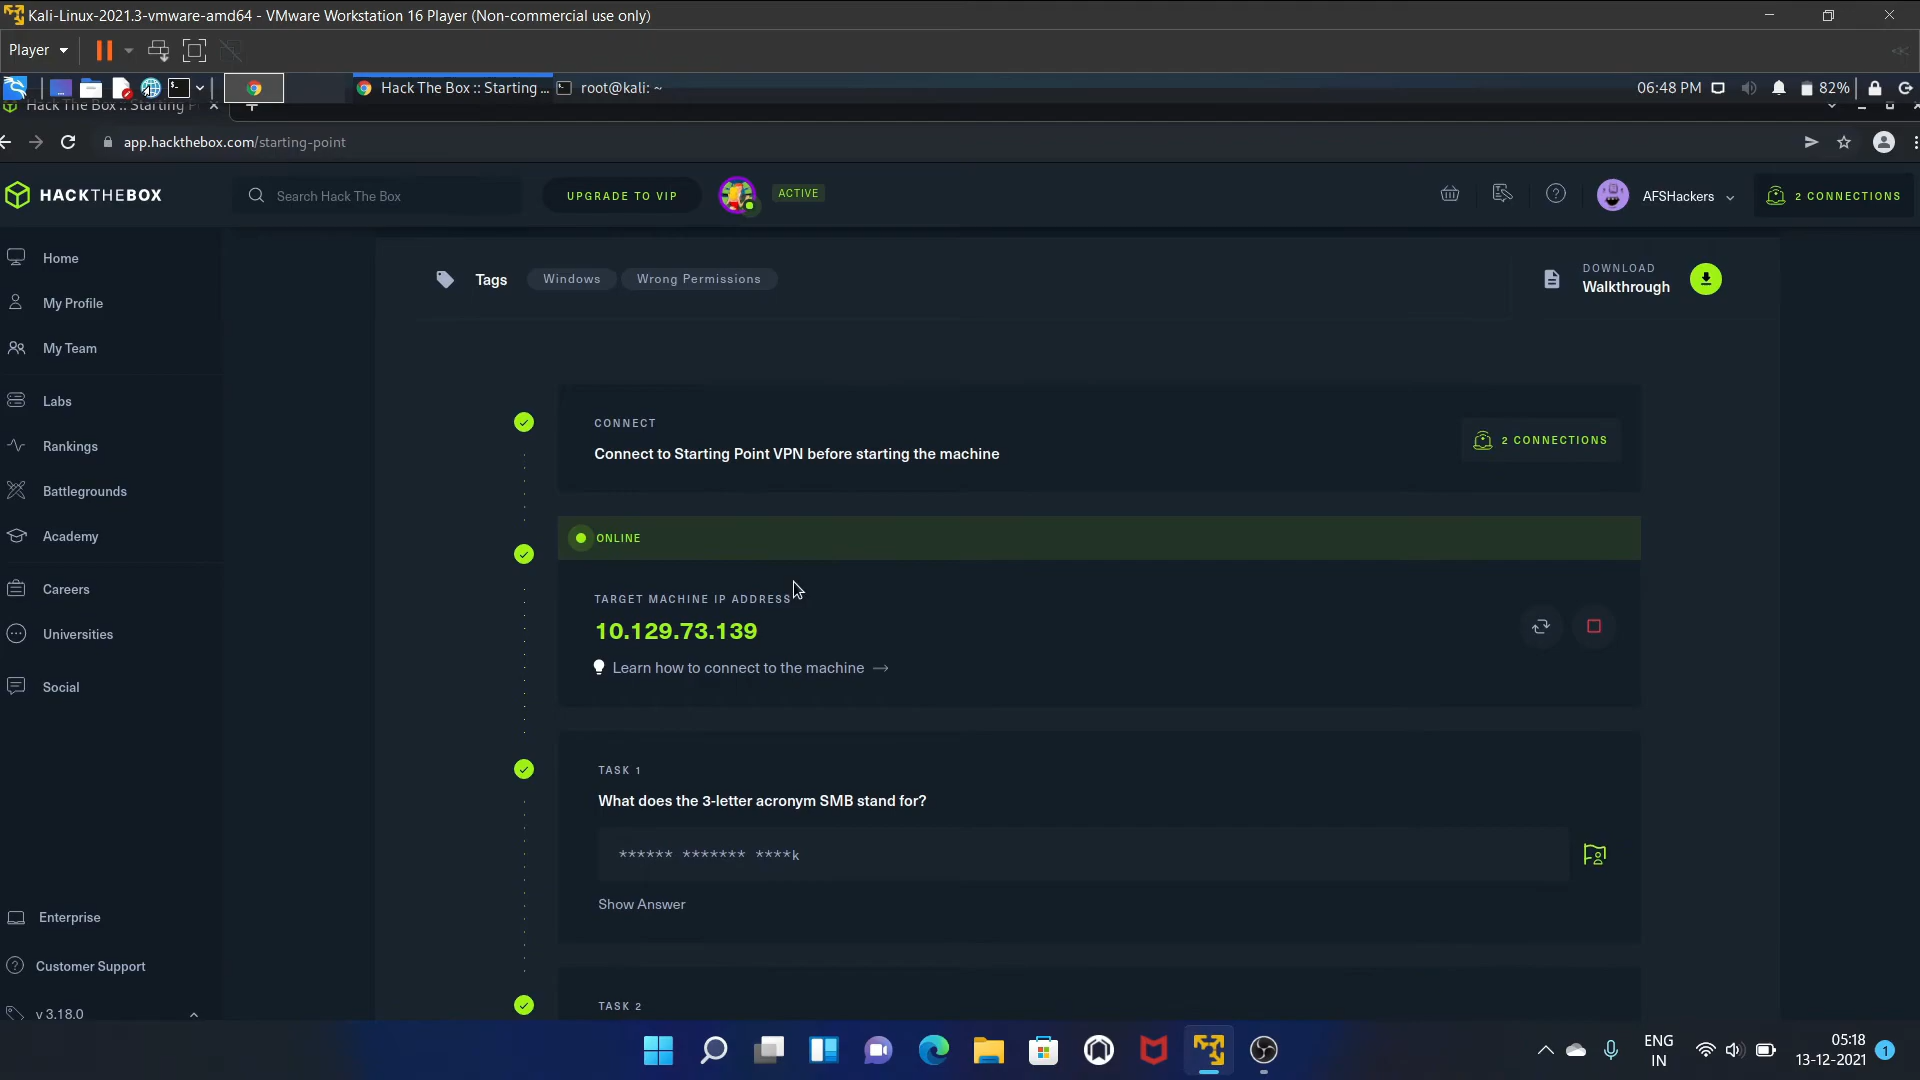 Kali-Linux-2021.3-vmware-amd64 - VMware Workstation 16 Player (Non-commercial use only)
Player
Hack The Box :: Starting ...
root@kali: ~
06:48 PM
82%
Hack The Box :: Starting P
app.hackthebox.com/starting-point
HACKTHEBOX
Search Hack The Box
UPGRADE TO VIP
ACTIVE
AFSHackers
2 CONNECTIONS
Home
My Profile
My Team
Labs
Rankings
Battlegrounds
Academy
Careers
Universities
Social
Enterprise
Customer Support
v 3.18.0
Tags
Windows
Wrong Permissions
DOWNLOAD
Walkthrough
CONNECT
Connect to Starting Point VPN before starting the machine
2 CONNECTIONS
ONLINE
TARGET MACHINE IP ADDRESS
10.129.73.139
Learn how to connect to the machine
TASK 1
What does the 3-letter acronym SMB stand for?
****** ******* ****k
Show Answer
TASK 2
ENG
IN
05:18
13-12-2021
1